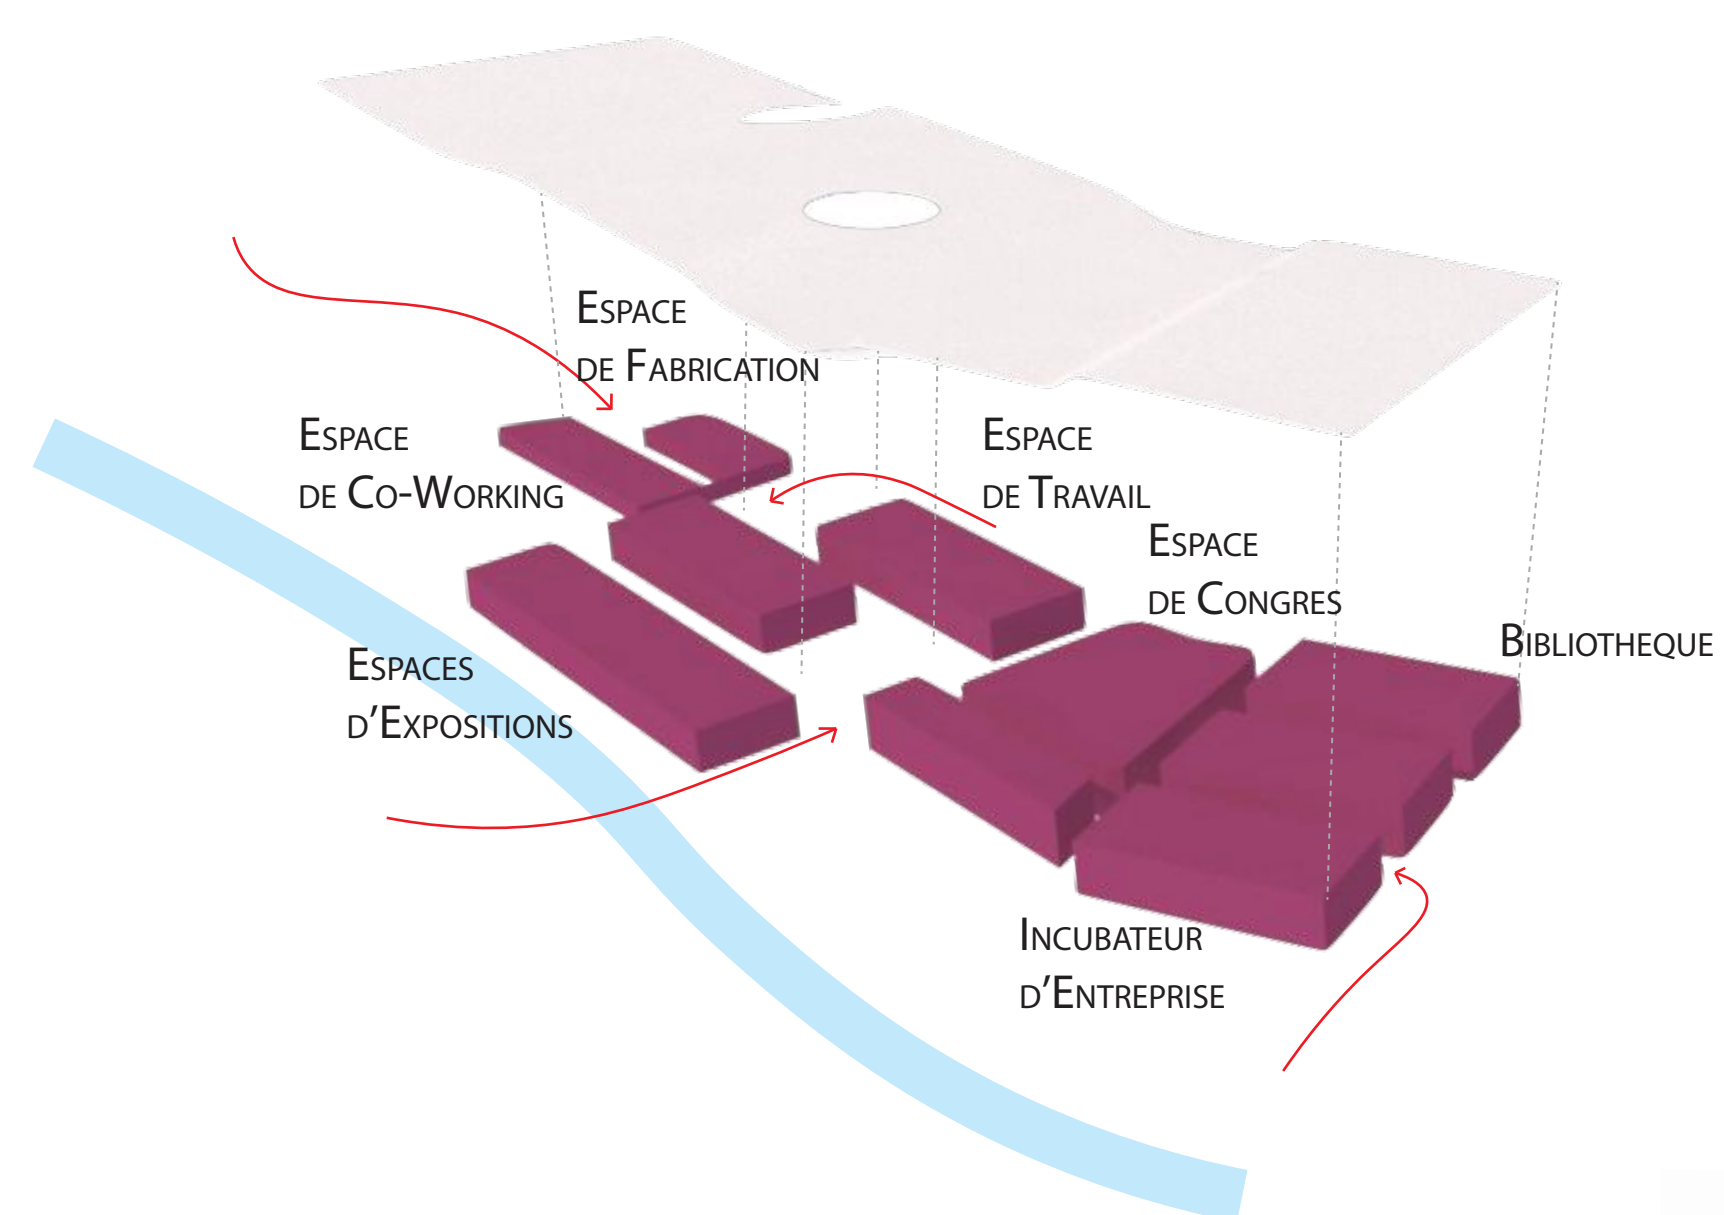 Espace
de Fabrication
Espace
de Co-Working
Espace
de Travail
Espace
de Congres
Bibliotheque
Espaces
d'Expositions
Incubateur
d'Entreprise